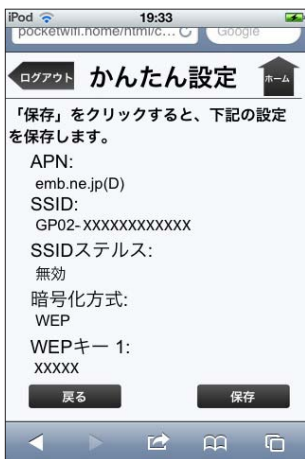 iPod 19:33
pocketwifi.home/html/c... Google
ログアウト かんたん設定 ホーム
「保存」をクリックすると、下記の設定
を保存します。
APN:
emb.ne.jp(D)
SSID:
GP02-XXXXXXXXXXXX
SSIDステルス:
無効
暗号化方式:
WEP
WEPキー 1:
XXXXX
戻る 保存